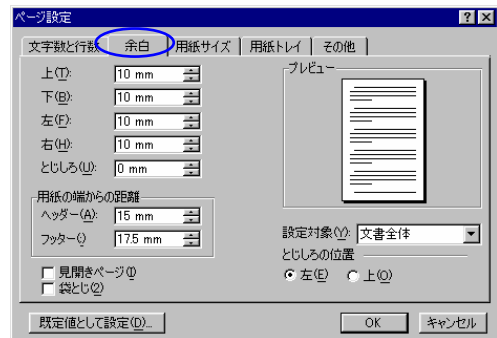 ページ設定
文字数と行数 余白 用紙サイズ 用紙トレイ その他
上(T): 10 mm
下(B): 10 mm
左(F): 10 mm
右(H): 10 mm
とじしろ(U): 0 mm
用紙の端からの距離
ヘッダー(A): 15 mm
フッター(-) 17.5 mm
見開きページ(I)
袋とじ(2)
プレビュー
設定対象(Y): 文書全体
とじしろの位置
左(E) 上(O)
既定値として設定(D)... OK キャンセル